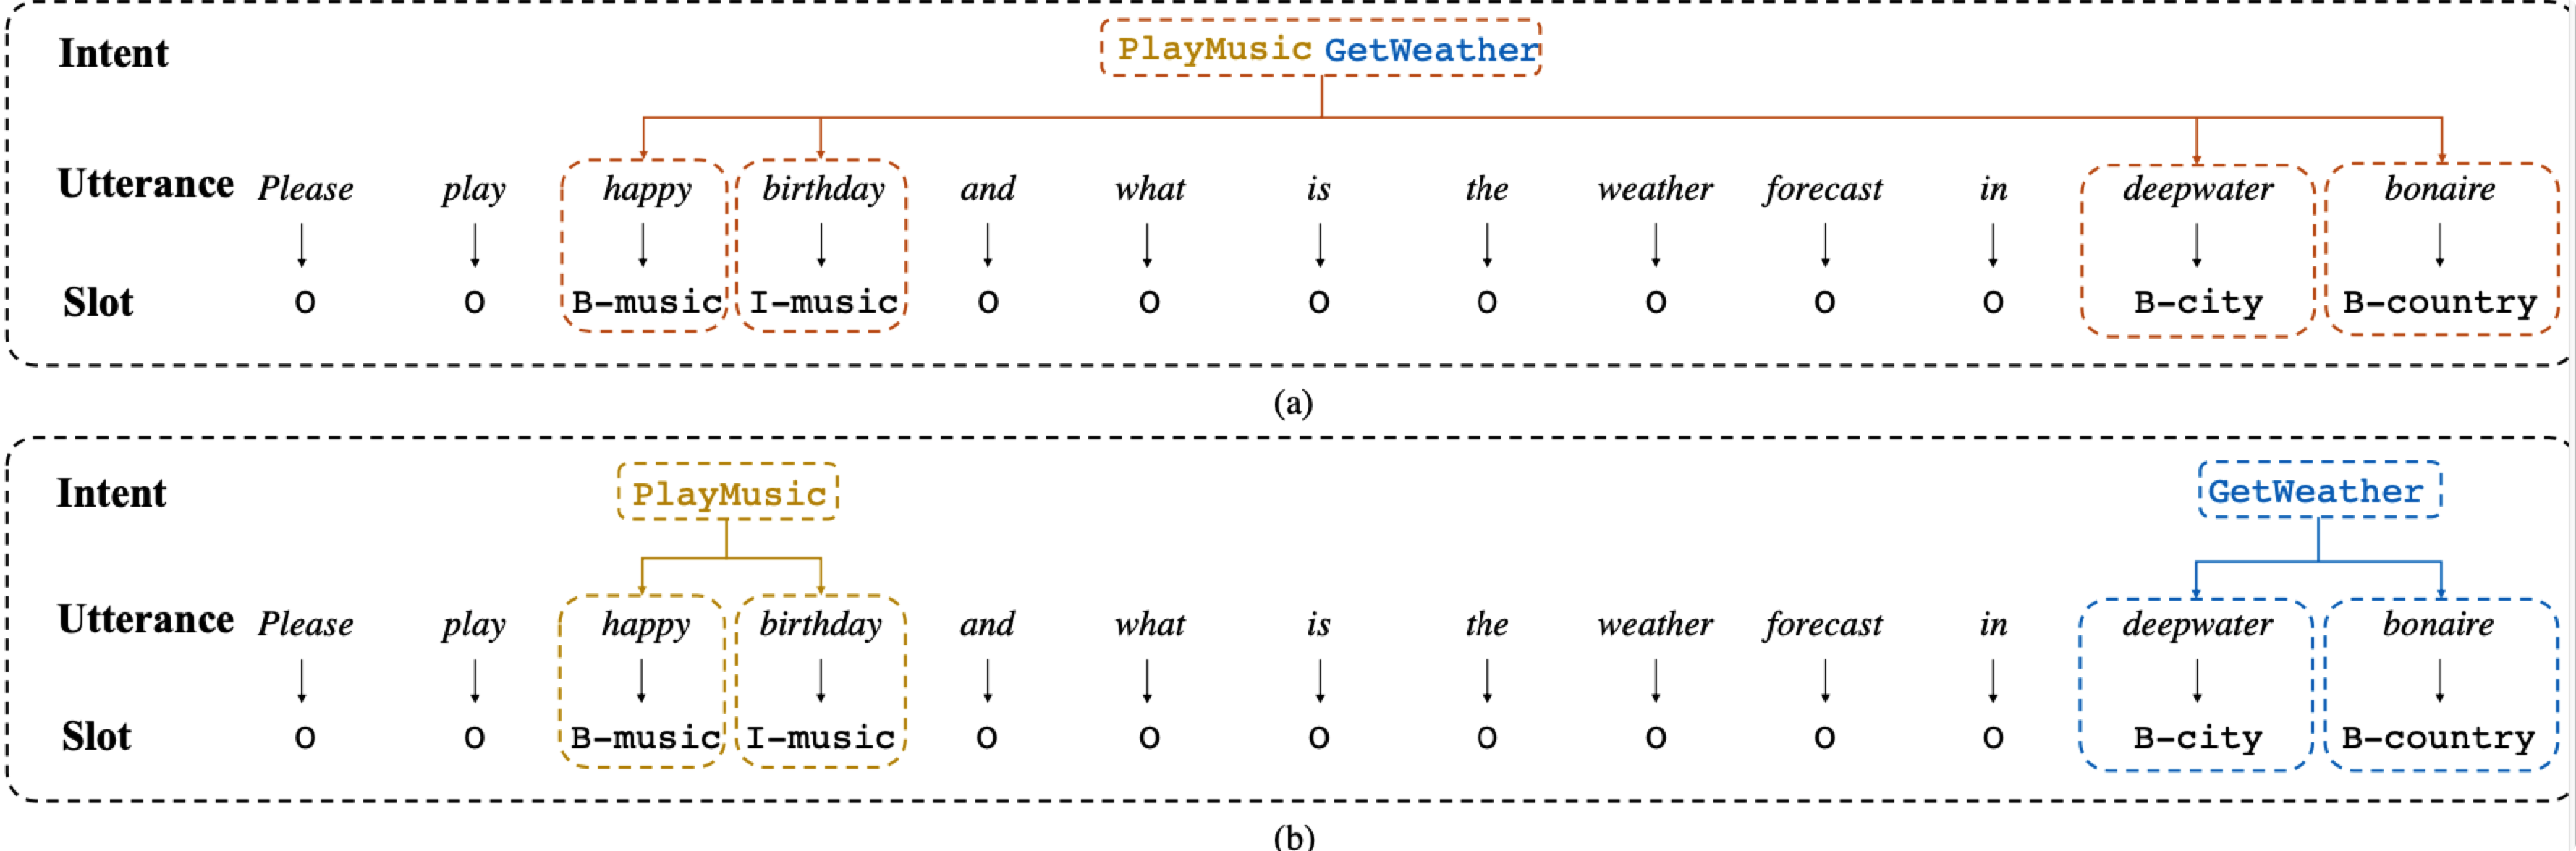 Intent PlayMusic GetWeather
Utterance Please play happy birthday and what is the weather forecast in deepwater bonaire
Slot O O B-music I-music O O O O O O O B-city B-country
(a)
Intent PlayMusic GetWeather
Utterance Please play happy birthday and what is the weather forecast in deepwater bonaire
Slot O O B-music I-music O O O O O O O B-city B-country
(b)